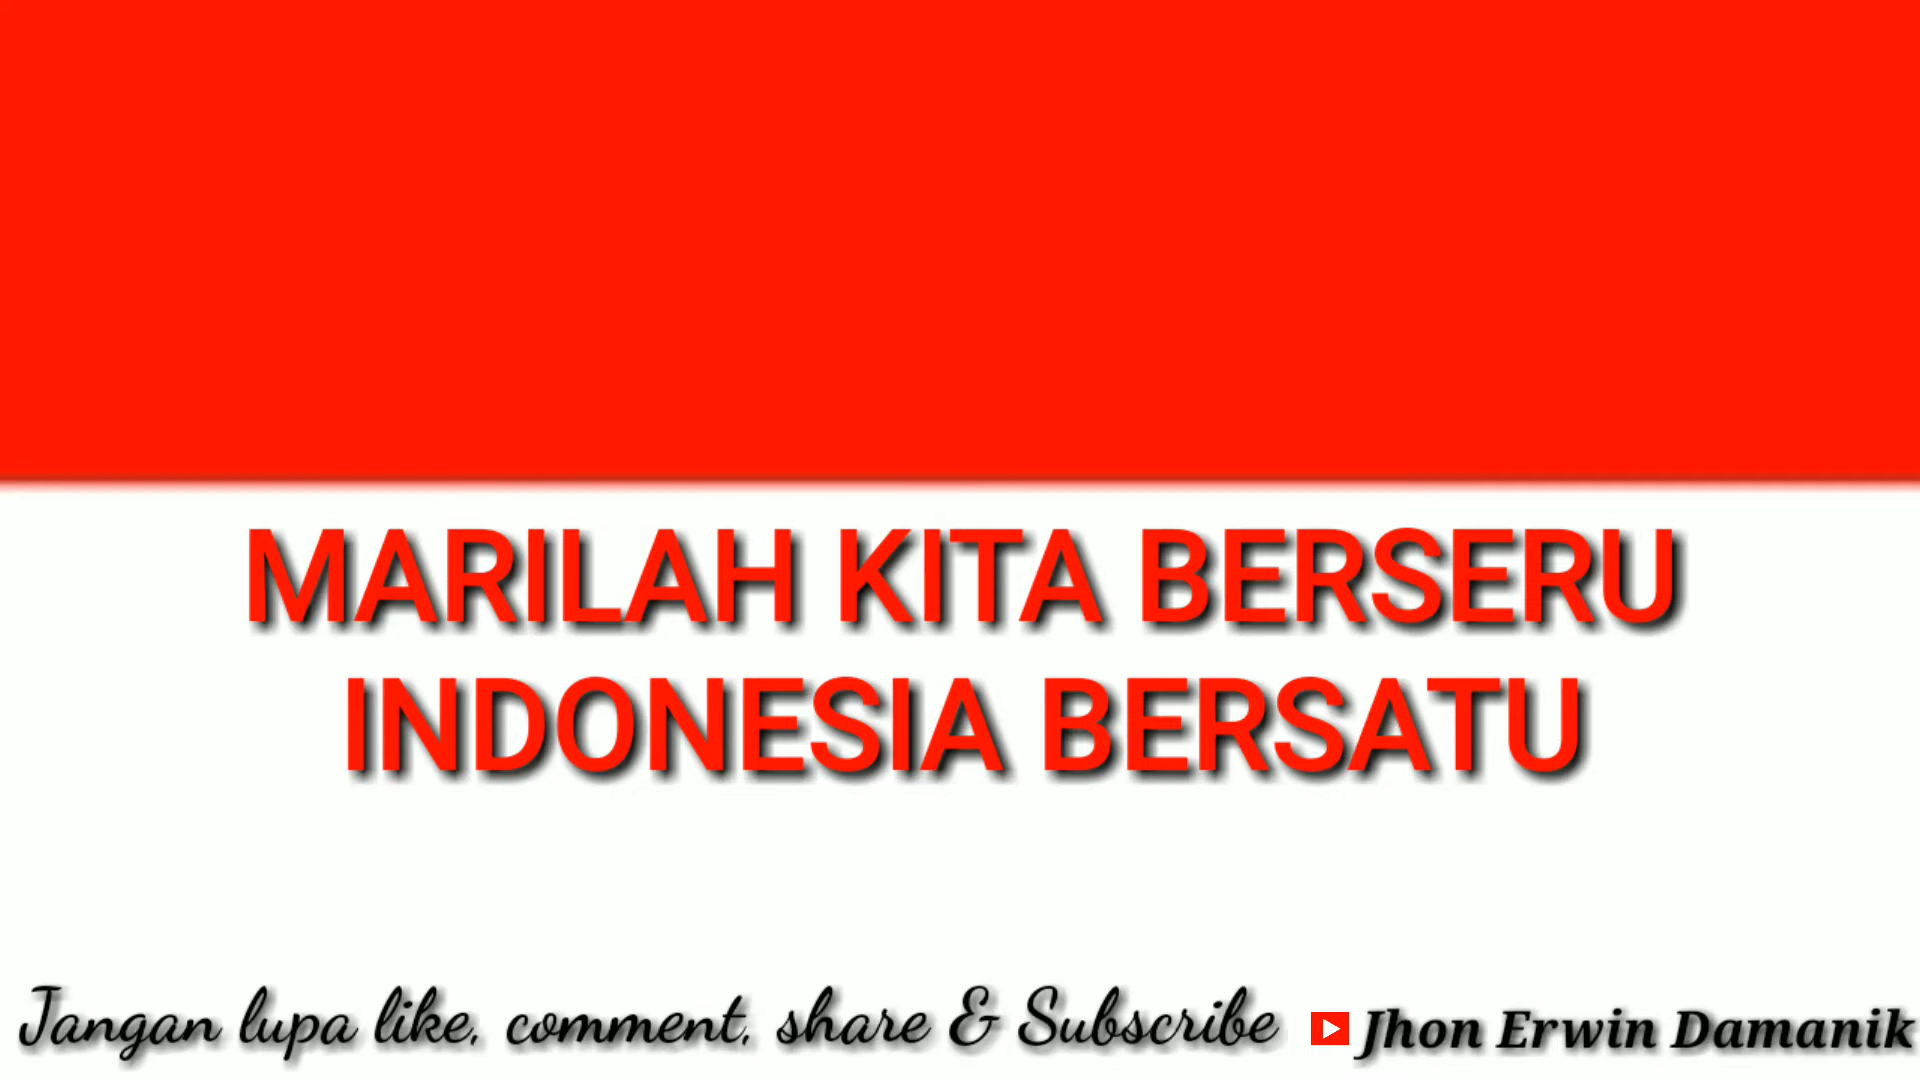 MARILAH KITA BERSERU
INDONESIA BERSATU
Jangan lupa like, comment, share & Subscribe Jhon Erwin Damanik